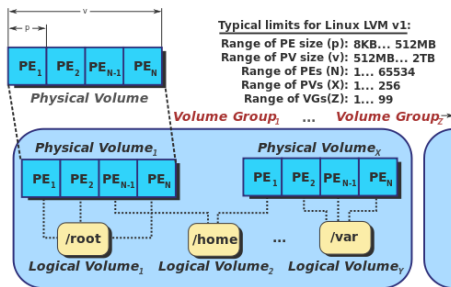 v
p
PE1 PE2 PEN-1 PEN
Physical Volume
Typical limits for Linux LVM v1:
Range of PE size (p): 8KB... 512MB
Range of PV size (v): 512MB... 2TB
Range of PEs (N): 1... 65534
Range of PVs (X): 1... 256
Range of VGs(Z): 1... 99
Volume Group1 ... Volume GroupZ
Physical Volume1 Physical VolumeX
PE1 PE2 PEN-1 PEN PE1 PE2 PEN-1 PEN
/root /home ... /var
Logical Volume1 Logical Volume2 Logical VolumeY